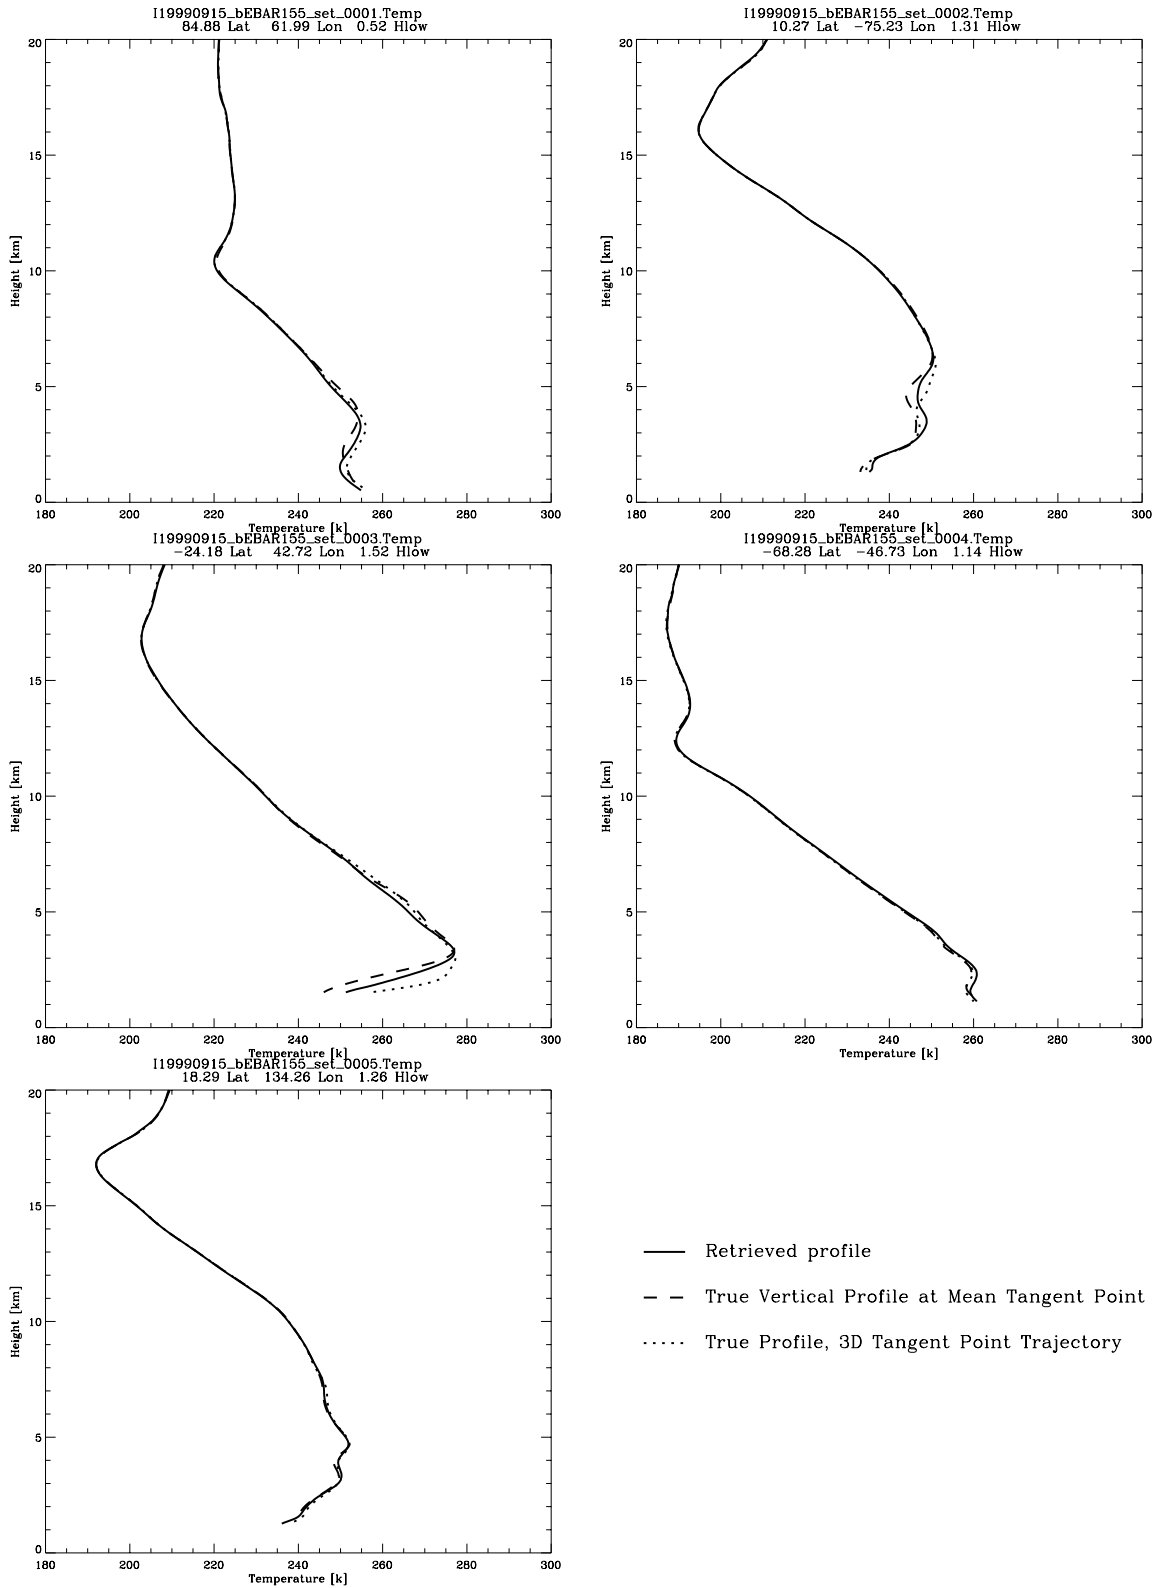 I19990915_bEBAR155_set_0001.Temp
84.88 Lat 61.99 Lon 0.52 Hlow
20
15
10
5
0
Height [km]
180 200 220 240 260 280 300
Temperature [k]
I19990915_bEBAR155_set_0002.Temp
10.27 Lat -75.23 Lon 1.31 Hlow
20
15
10
5
0
Height [km]
180 200 220 240 260 280 300
Temperature [k]
I19990915_bEBAR155_set_0003.Temp
-24.18 Lat 42.72 Lon 1.52 Hlow
20
15
10
5
0
Height [km]
180 200 220 240 260 280 300
Temperature [k]
I19990915_bEBAR155_set_0004.Temp
-68.28 Lat -46.73 Lon 1.14 Hlow
20
15
10
5
0
Height [km]
180 200 220 240 260 280 300
Temperature [k]
I19990915_bEBAR155_set_0005.Temp
18.29 Lat 134.26 Lon 1.26 Hlow
20
15
10
5
0
Height [km]
180 200 220 240 260 280 300
Temperature [k]
Retrieved profile
True Vertical Profile at Mean Tangent Point
True Profile, 3D Tangent Point Trajectory